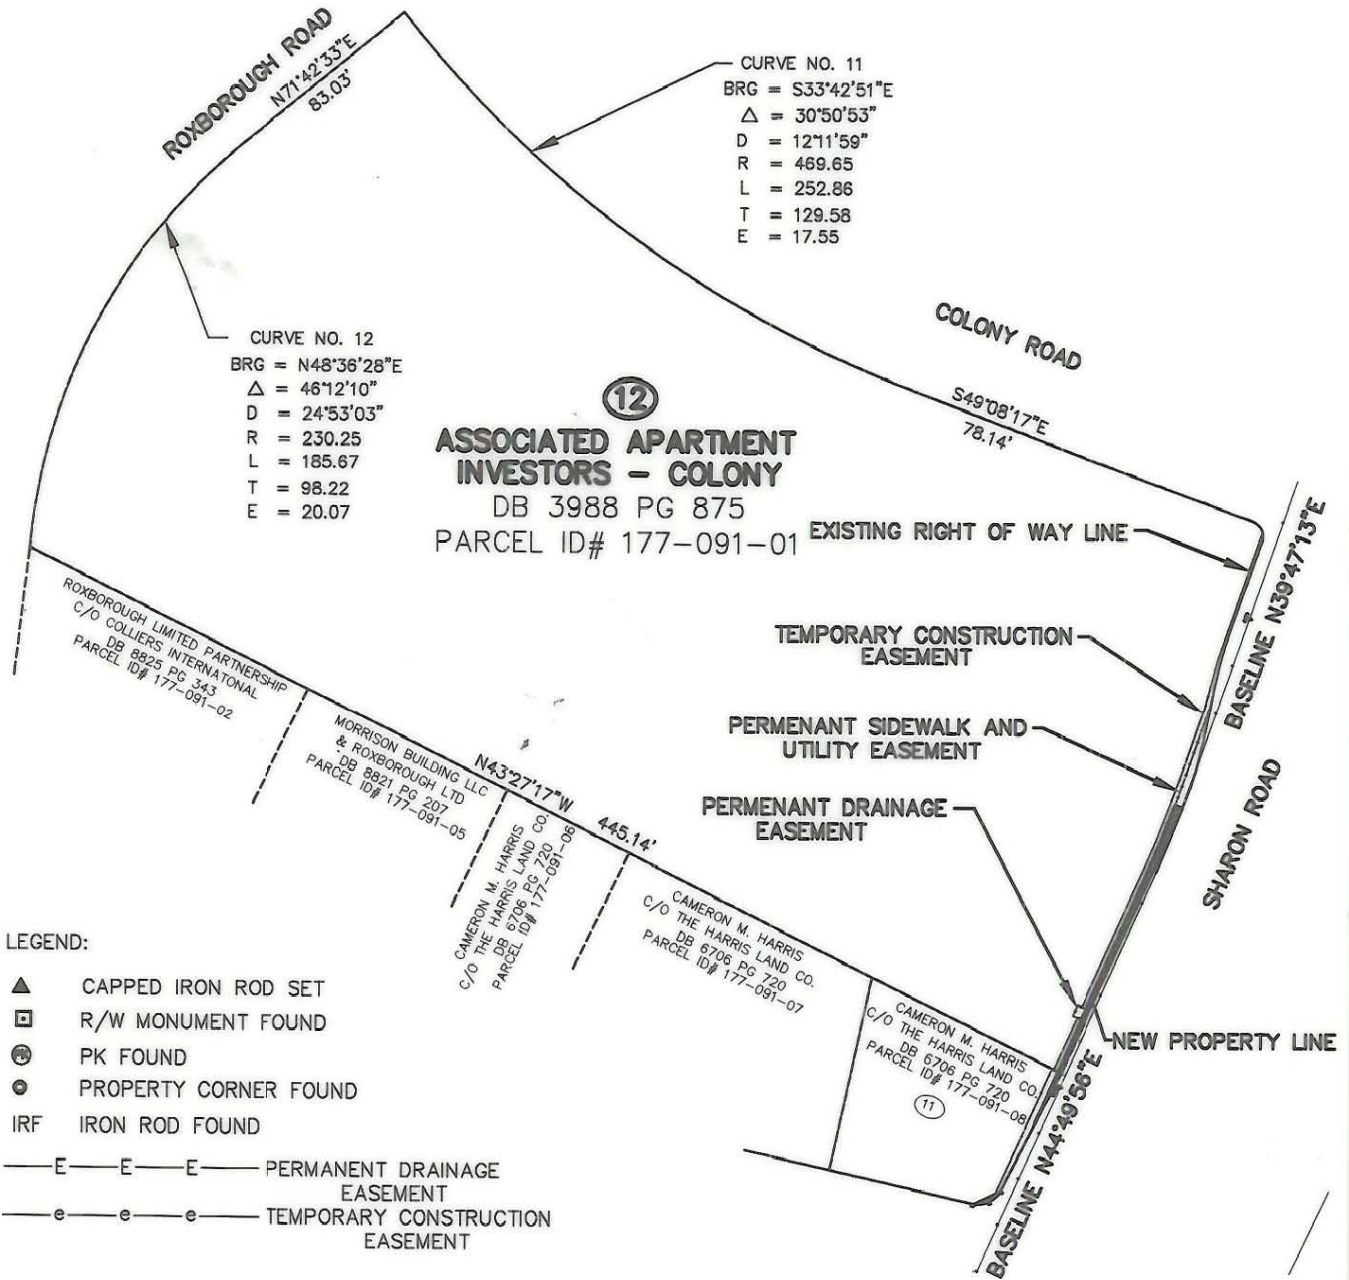 ROXBOROUGH ROAD
N71°42'33"E
83.03'
CURVE NO. 11
BRG = S33°42'51"E
△ = 30°50'53"
D = 12°11'59"
R = 469.65
L = 252.86
T = 129.58
E = 17.55
CURVE NO. 12
BRG = N48°36'28"E
△ = 46°12'10"
D = 24°53'03"
R = 230.25
L = 185.67
T = 98.22
E = 20.07
COLONY ROAD
S49°08'17"E
78.14'
12
ASSOCIATED APARTMENT
INVESTORS - COLONY
DB 3988 PG 875
PARCEL ID# 177-091-01
EXISTING RIGHT OF WAY LINE
BASELINE N39°47'13"E
TEMPORARY CONSTRUCTION
EASEMENT
PERMENANT SIDEWALK AND
UTILITY EASEMENT
PERMENANT DRAINAGE
EASEMENT
SHARON ROAD
ROXBOROUGH LIMITED PARTNERSHIP
C/O COLLIERS INTERNATONAL
DB 8825 PG 343
PARCEL ID# 177-091-02
MORRISON BUILDING LLC
& ROXBOROUGH LTD
DB 8821 PG 207
PARCEL ID# 177-091-05
N43°27'17"W
445.14'
CAMERON M. HARRIS
C/O THE HARRIS LAND CO.
DB 6706 PG 720
PARCEL ID# 177-091-06
CAMERON M. HARRIS
C/O THE HARRIS LAND CO.
DB 6706 PG 720
PARCEL ID# 177-091-07
CAMERON M. HARRIS
C/O THE HARRIS LAND CO.
DB 6706 PG 720
PARCEL ID# 177-091-08
11
NEW PROPERTY LINE
BASELINE N44°49'56"E
LEGEND:
CAPPED IRON ROD SET
R/W MONUMENT FOUND
PK FOUND
PROPERTY CORNER FOUND
IRF IRON ROD FOUND
E E E PERMANENT DRAINAGE
EASEMENT
e e e TEMPORARY CONSTRUCTION
EASEMENT